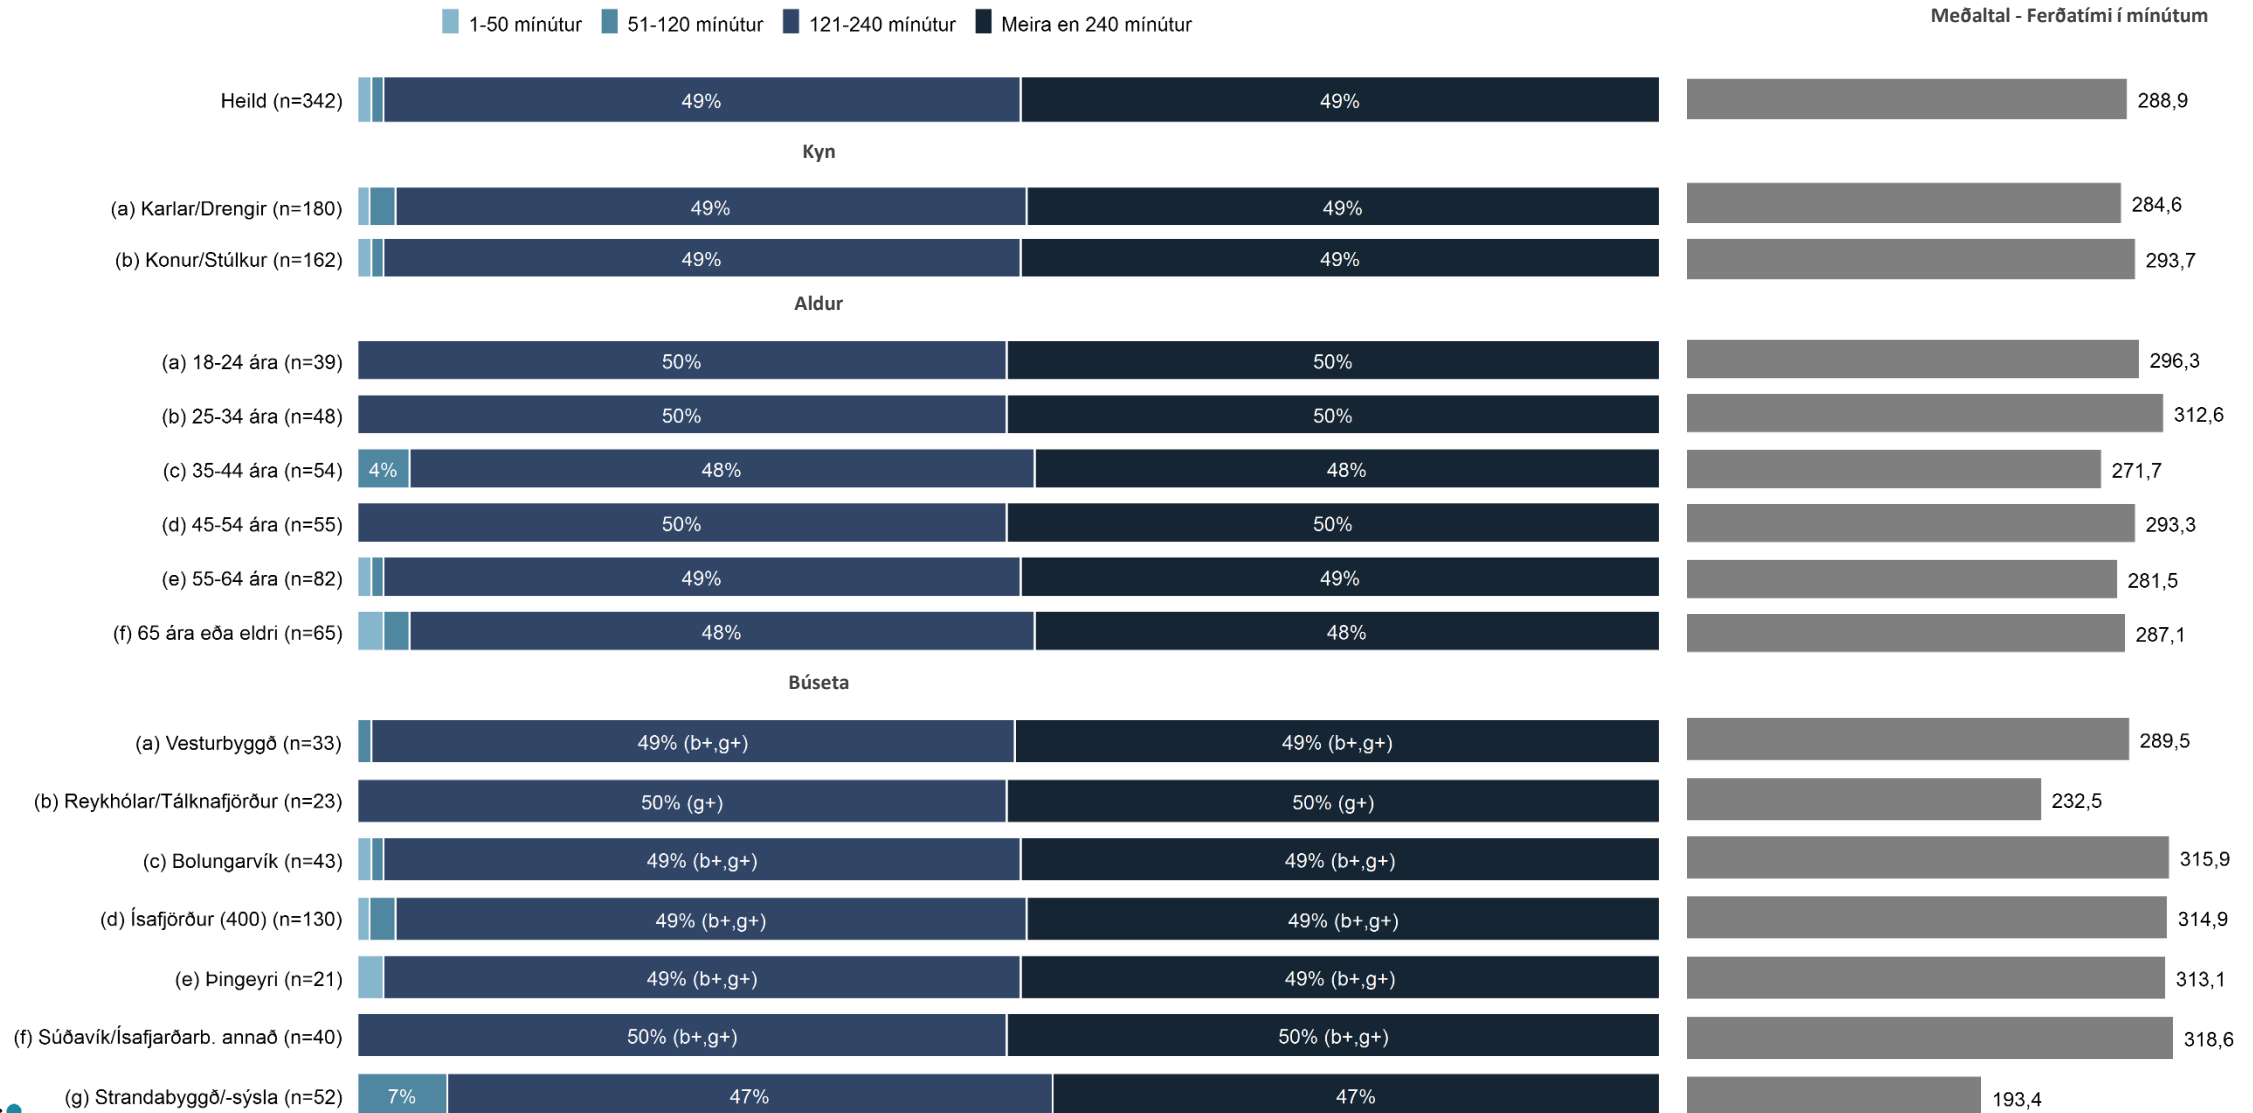 1-50 mínútur 51-120 mínútur 121-240 mínútur Meira en 240 mínútur Meðaltal - Ferðatími í mínútum
Heild (n=342) 49% 49% 288,9
Kyn
(a) Karlar/Drengir (n=180) 49% 49% 284,6
(b) Konur/Stúlkur (n=162) 49% 49% 293,7
Aldur
(a) 18-24 ára (n=39) 50% 50% 296,3
(b) 25-34 ára (n=48) 50% 50% 312,6
(c) 35-44 ára (n=54) 4% 48% 48% 271,7
(d) 45-54 ára (n=55) 50% 50% 293,3
(e) 55-64 ára (n=82) 49% 49% 281,5
(f) 65 ára eða eldri (n=65) 48% 48% 287,1
Búseta
(a) Vesturbyggð (n=33) 49% (b+,g+) 49% (b+,g+) 289,5
(b) Reykhólar/Tálknafjörður (n=23) 50% (g+) 50% (g+) 232,5
(c) Bolungarvík (n=43) 49% (b+,g+) 49% (b+,g+) 315,9
(d) Ísafjörður (400) (n=130) 49% (b+,g+) 49% (b+,g+) 314,9
(e) Þingeyri (n=21) 49% (b+,g+) 49% (b+,g+) 313,1
(f) Súðavík/Ísafjarðarb. annað (n=40) 50% (b+,g+) 50% (b+,g+) 318,6
(g) Strandabyggð/-sýsla (n=52) 7% 47% 47% 193,4